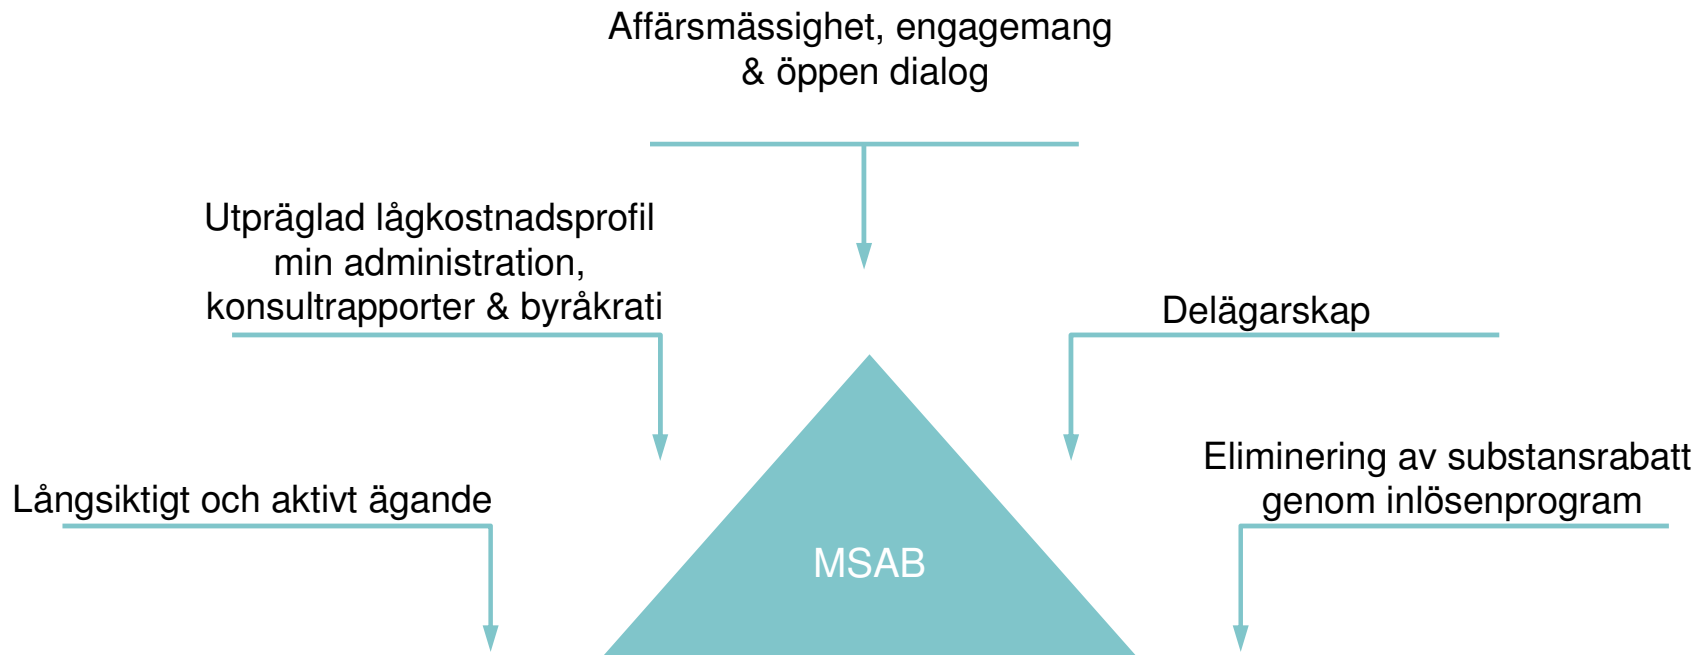 Affärsmässighet, engagemang
& öppen dialog
Utpräglad lågkostnadsprofil
min administration,
konsultrapporter & byråkrati
Delägarskap
Långsiktigt och aktivt ägande
Eliminering av substansrabatt
genom inlösenprogram
MSAB